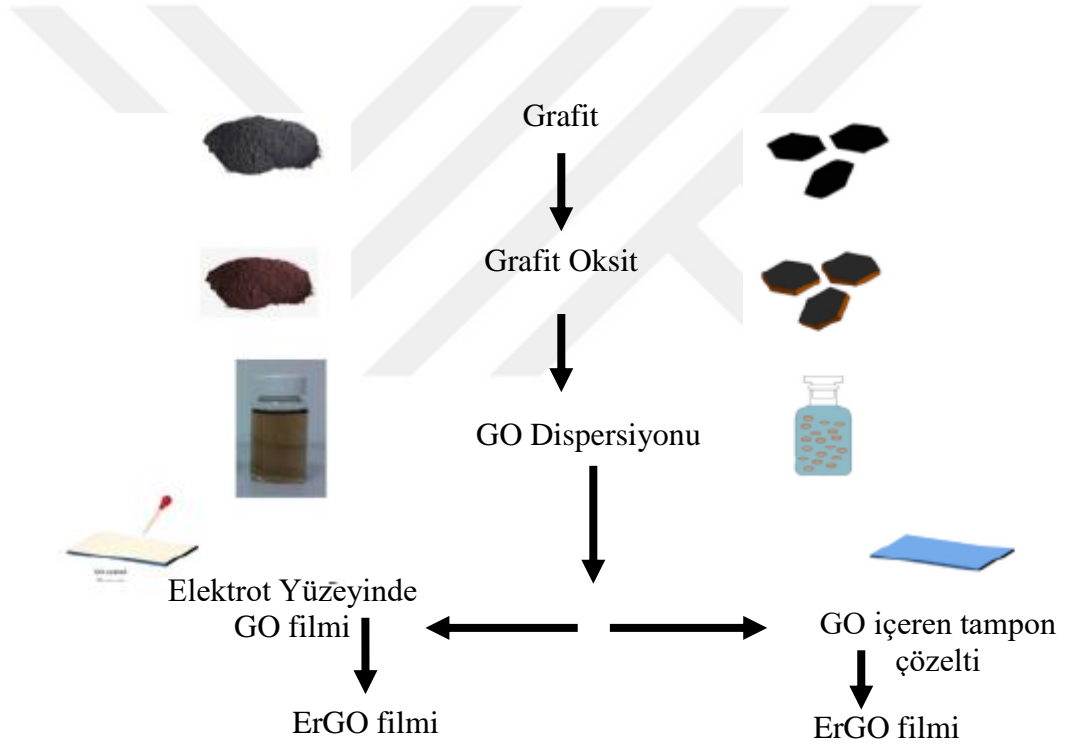 Grafit
Grafit Oksit
GO Dispersiyonu
Elektrot Yüzeyinde
GO filmi
GO içeren tampon
çözelti
ErGO filmi
ErGO filmi